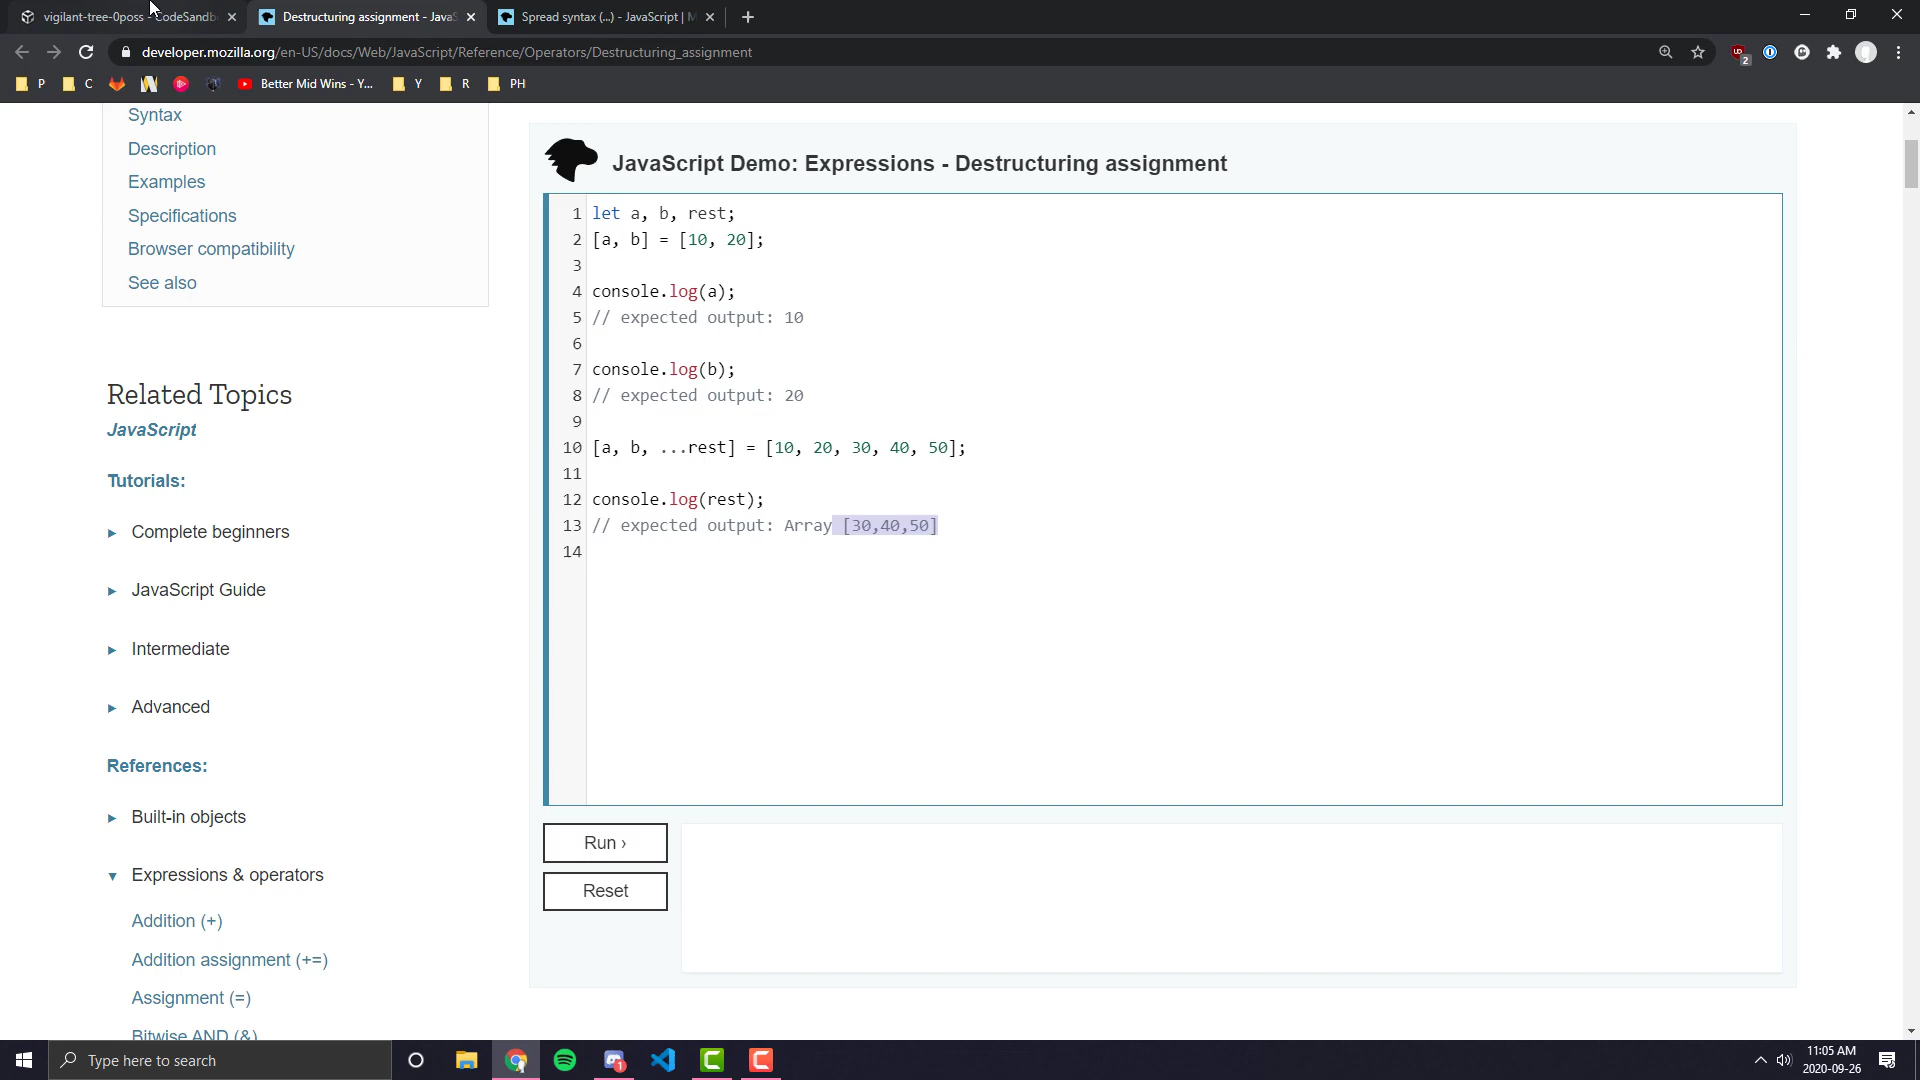 vigilant-tree-0poss - CodeSandb
Destructuring assignment - JavaS
Spread syntax (...) - JavaScript | M
developer.mozilla.org/en-US/docs/Web/JavaScript/Reference/Operators/Destructuring_assignment
2
P
C
Better Mid Wins - Y...
Y
R
PH
Syntax
Description
Examples
Specifications
Browser compatibility
See also
Related Topics
JavaScript
Tutorials:
Complete beginners
JavaScript Guide
Intermediate
Advanced
References:
Built-in objects
Expressions & operators
Addition (+)
Addition assignment (+=)
Assignment (=)
Bitwise AND (&)
JavaScript Demo: Expressions - Destructuring assignment
1 let a, b, rest;
2 [a, b] = [10, 20];
3
4 console.log(a);
5 // expected output: 10
6
7 console.log(b);
8 // expected output: 20
9
10 [a, b, ...rest] = [10, 20, 30, 40, 50];
11
12 console.log(rest);
13 // expected output: Array [30,40,50]
14
Run ›
Reset
Type here to search
1
11:05 AM
2020-09-26